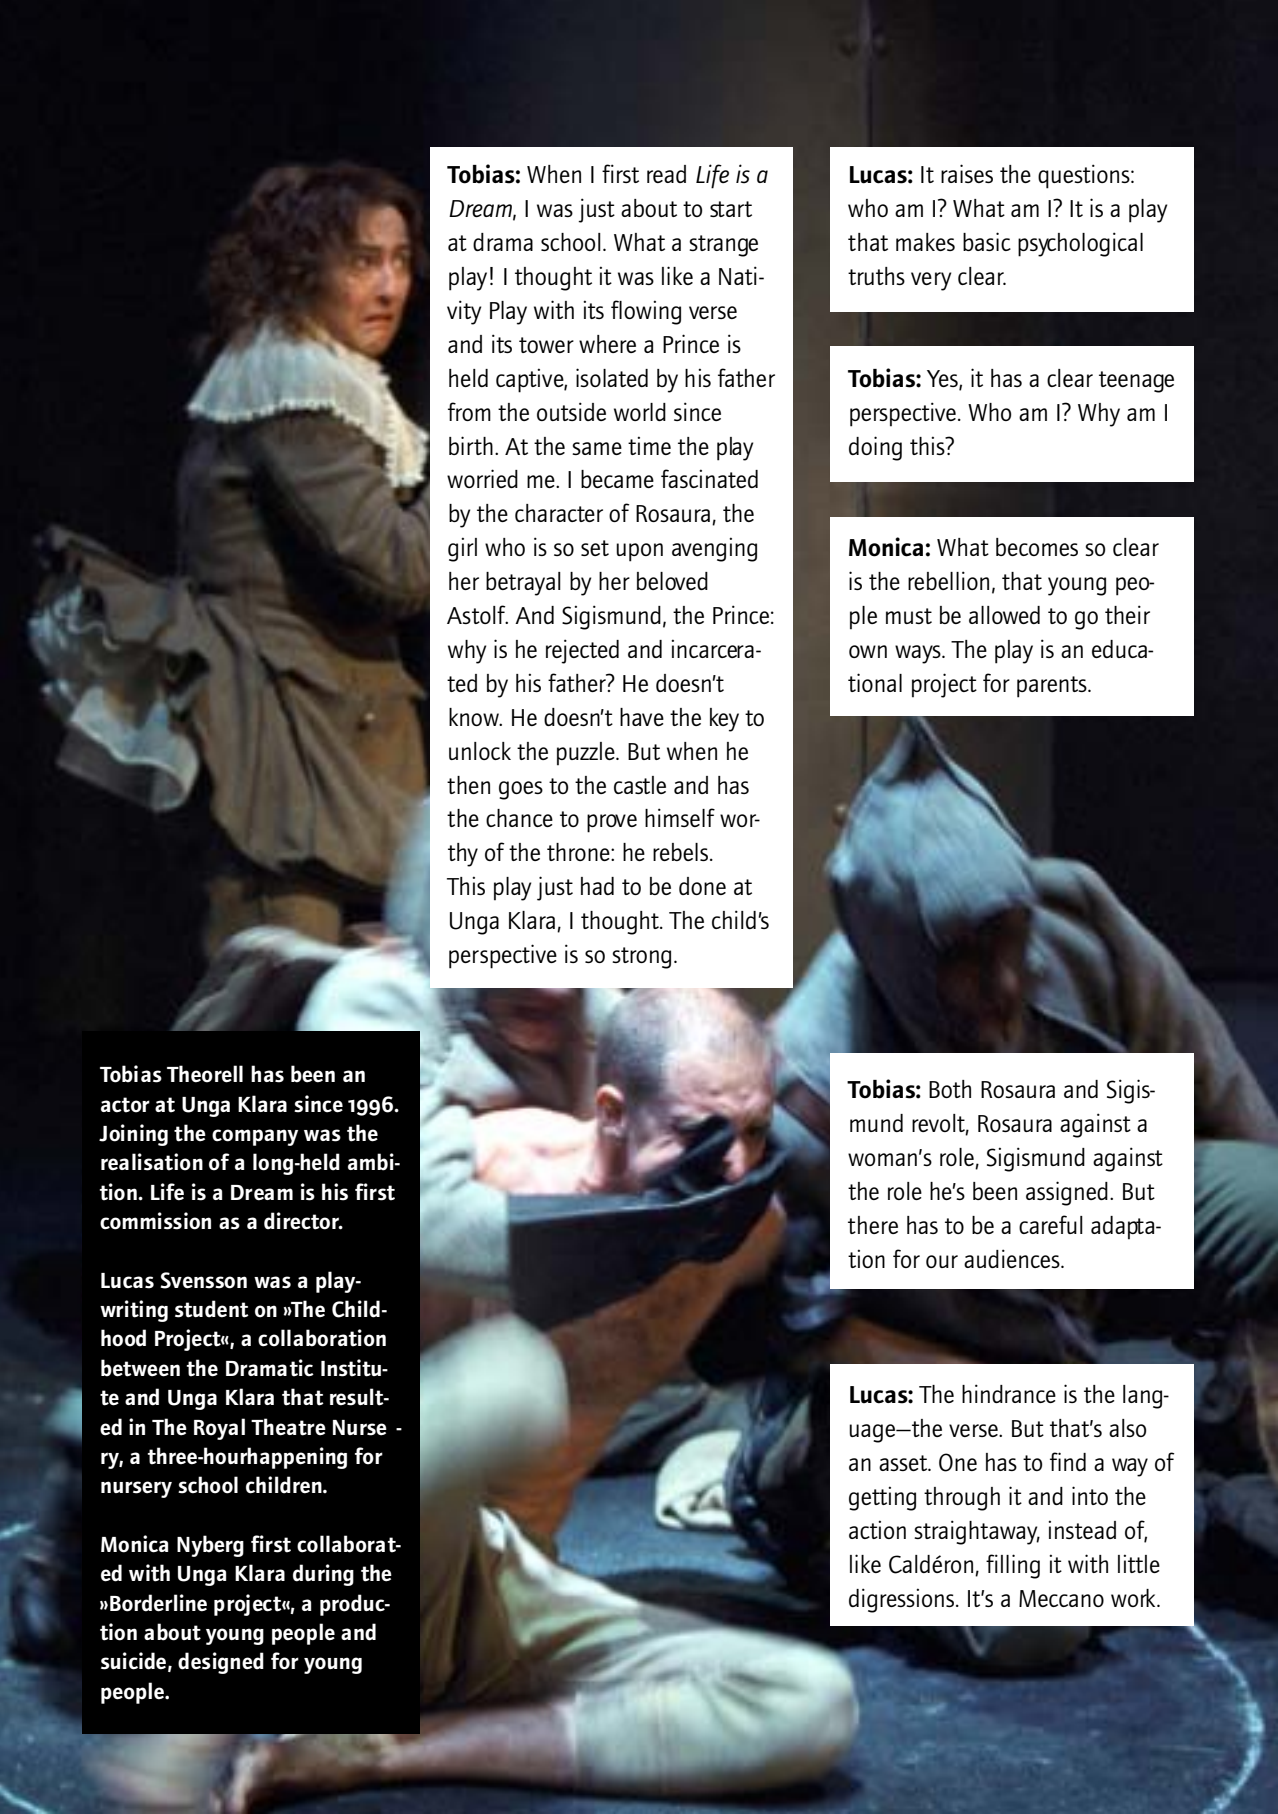 Tobias: When I first read Life is a
Dream, I was just about to start
at drama school. What a strange
play! I thought it was like a Nati-
vity Play with its flowing verse
and its tower where a Prince is
held captive, isolated by his father
from the outside world since
birth. At the same time the play
worried me. I became fascinated
by the character of Rosaura, the
girl who is so set upon avenging
her betrayal by her beloved
Astolf. And Sigismund, the Prince:
why is he rejected and incarcera-
ted by his father? He doesn't
know. He doesn't have the key to
unlock the puzzle. But when he
then goes to the castle and has
the chance to prove himself wor-
thy of the throne: he rebels.
This play just had to be done at
Unga Klara, I thought. The child's
perspective is so strong.
Lucas: It raises the questions:
who am I? What am I? It is a play
that makes basic psychological
truths very clear.
Tobias: Yes, it has a clear teenage
perspective. Who am I? Why am I
doing this?
Monica: What becomes so clear
is the rebellion, that young peo-
ple must be allowed to go their
own ways. The play is an educa-
tional project for parents.
Tobias: Both Rosaura and Sigis-
mund revolt, Rosaura against a
woman's role, Sigismund against
the role he's been assigned. But
there has to be a careful adapta-
tion for our audiences.
Lucas: The hindrance is the lang-
uage—the verse. But that's also
an asset. One has to find a way of
getting through it and into the
action straightaway, instead of,
like Caldéron, filling it with little
digressions. It's a Meccano work.
Tobias Theorell has been an
actor at Unga Klara since 1996.
Joining the company was the
realisation of a long-held ambi-
tion. Life is a Dream is his first
commission as a director.
Lucas Svensson was a play-
writing student on »The Child-
hood Project«, a collaboration
between the Dramatic Institu-
te and Unga Klara that result-
ed in The Royal Theatre Nurse -
ry, a three-hourhappening for
nursery school children.
Monica Nyberg first collaborat-
ed with Unga Klara during the
»Borderline project«, a produc-
tion about young people and
suicide, designed for young
people.